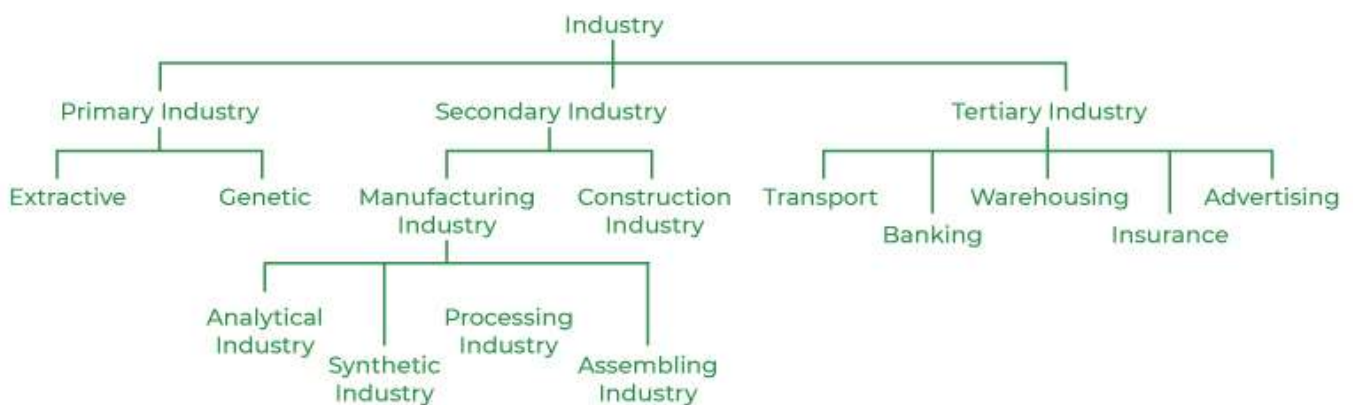 Industry
Primary Industry
Secondary Industry
Tertiary Industry
Extractive
Genetic
Manufacturing
Industry
Construction
Industry
Transport
Banking
Warehousing
Insurance
Advertising
Analytical
Industry
Synthetic
Industry
Processing
Industry
Assembling
Industry